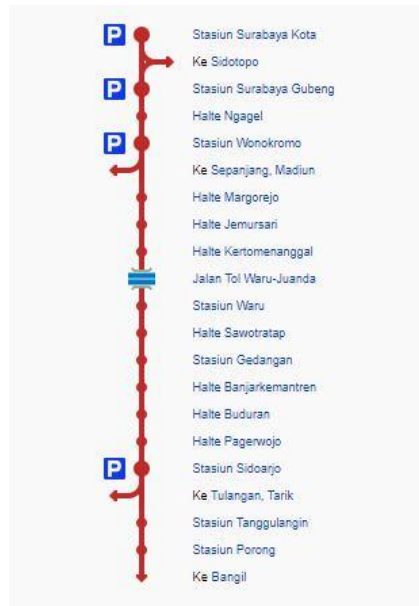 P Stasiun Surabaya Kota
Ke Sidotopo
P Stasiun Surabaya Gubeng
Halte Ngagel
P Stasiun Wonokromo
Ke Sepanjang, Madiun
Halte Margorejo
Halte Jemursari
Halte Kertomenanggal
Jalan Tol Waru-Juanda
Stasiun Waru
Halte Sawotratap
Stasiun Gedangan
Halte Banjarkemantren
Halte Buduran
Halte Pagerwojo
P Stasiun Sidoarjo
Ke Tulangan, Tarik
Stasiun Tanggulangin
Stasiun Porong
Ke Bangil